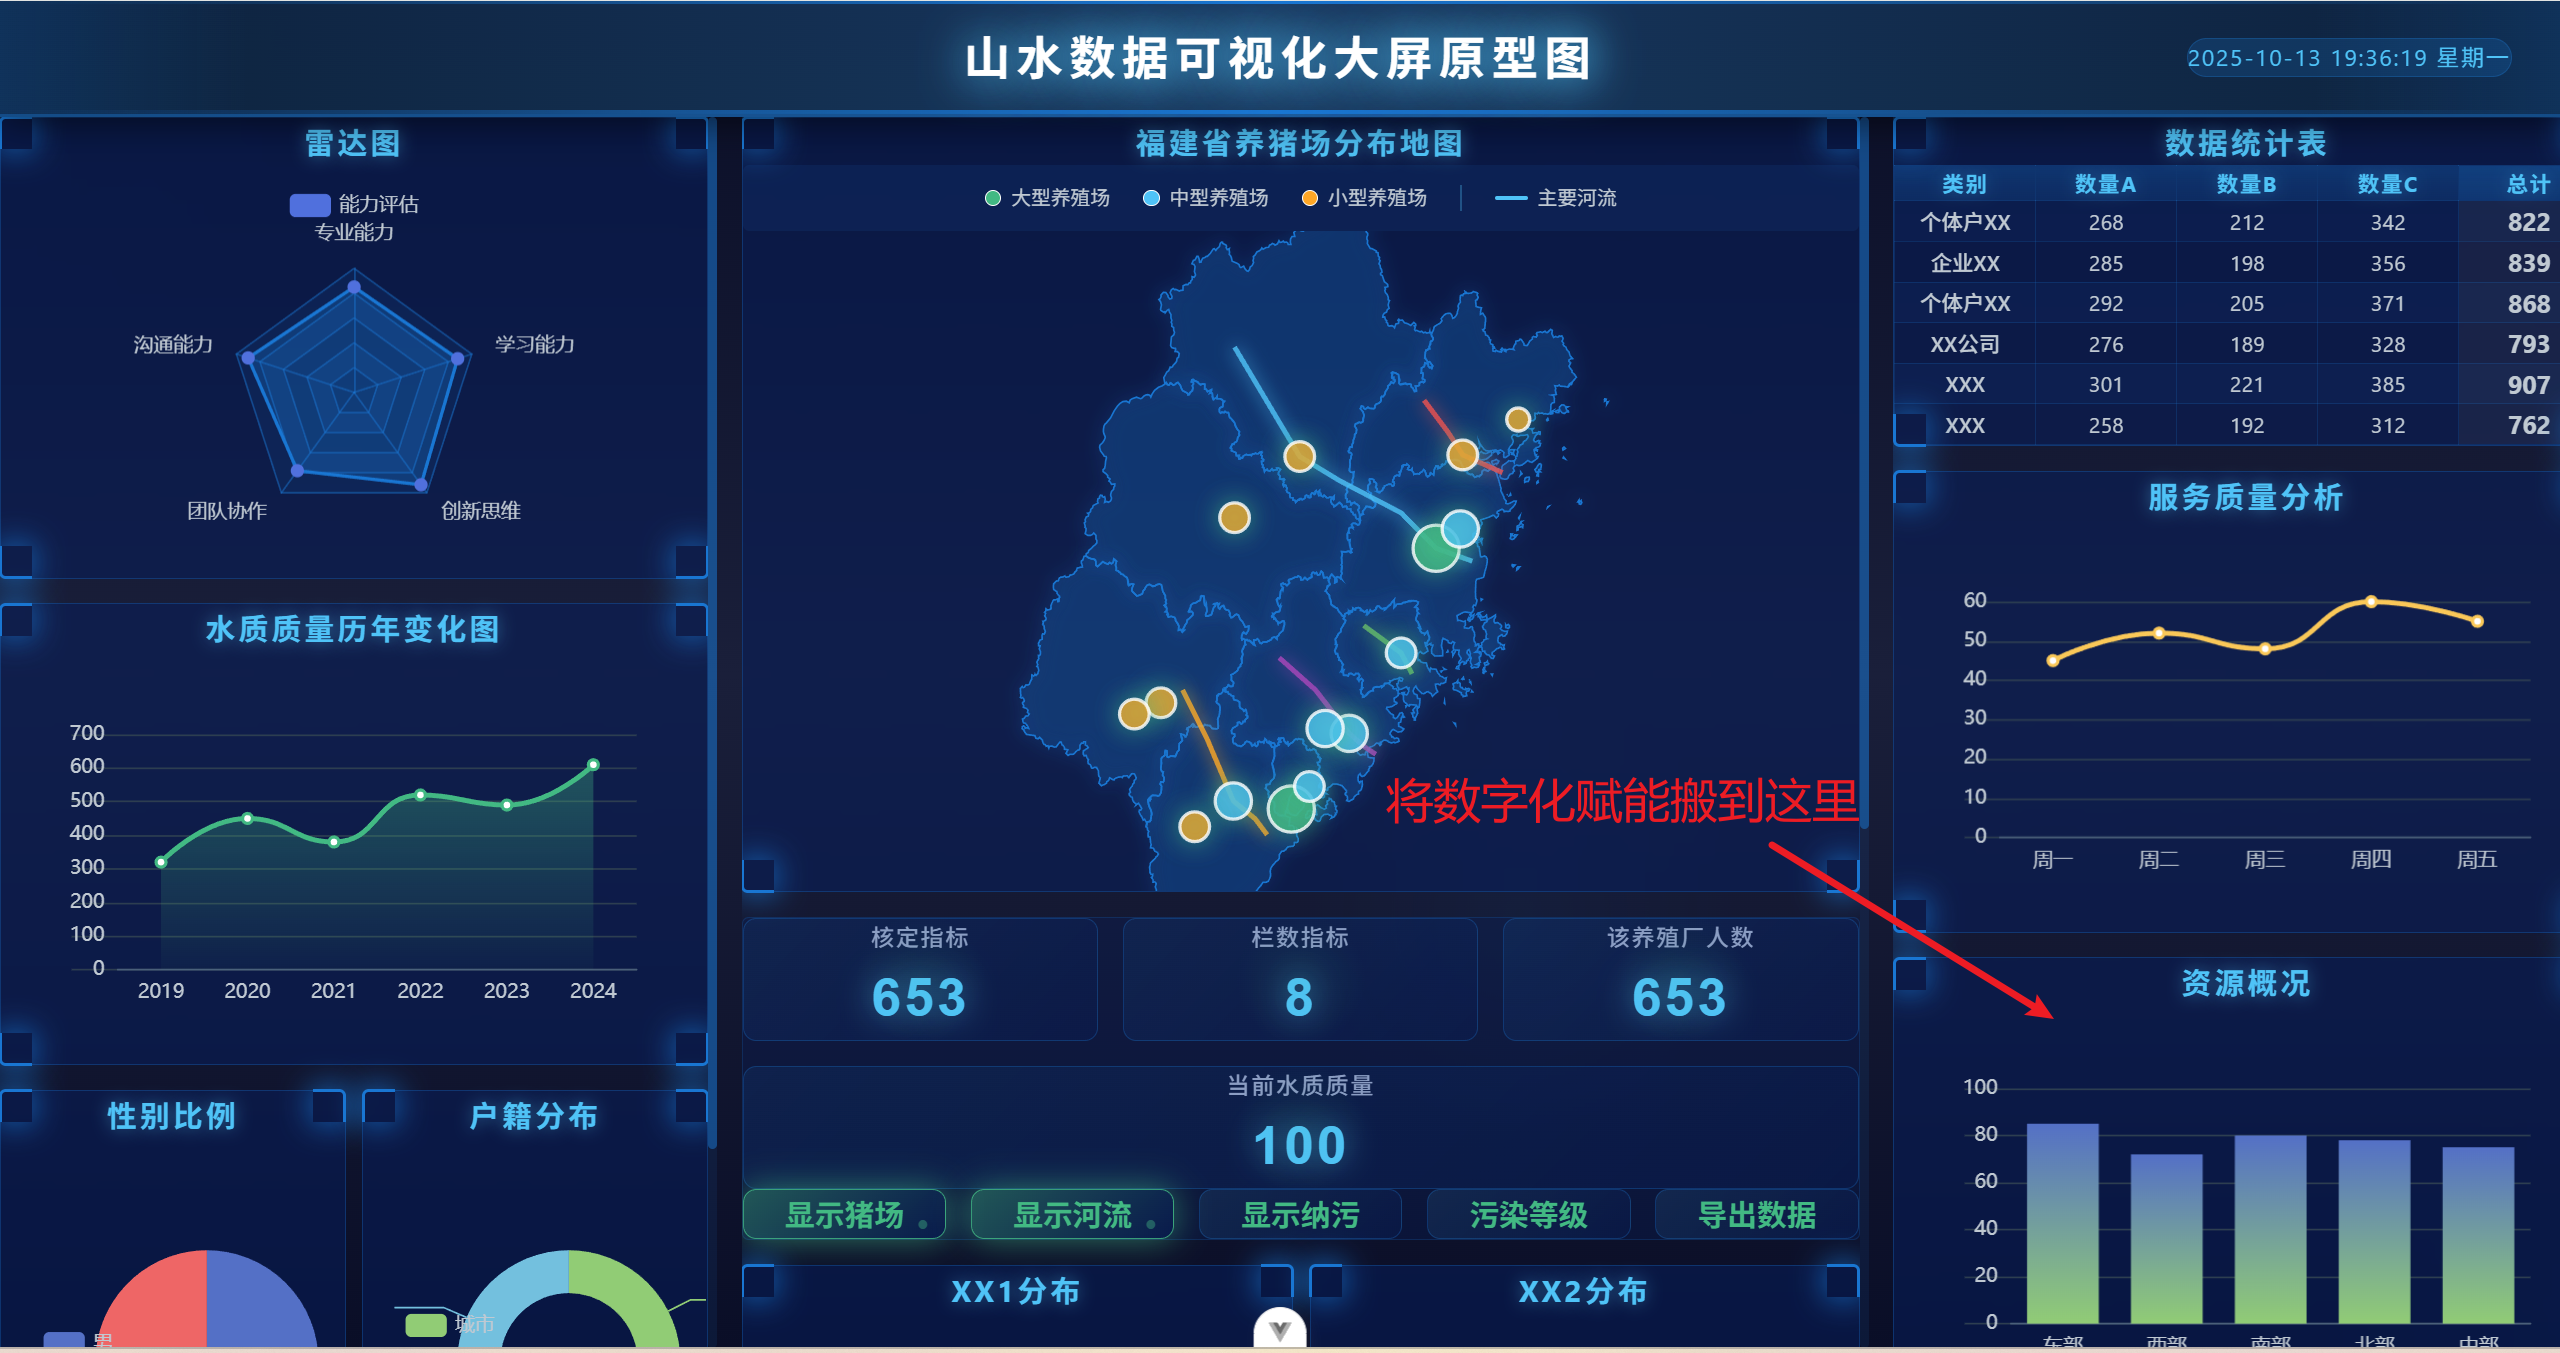 山水数据可视化大屏原型图
2025-10-13 19:36:19 星期一
雷达图
能力评估
专业能力
沟通能力
学习能力
团队协作
创新思维
水质质量历年变化图
700
600
500
400
300
200
100
0
2019 2020 2021 2022 2023 2024
性别比例
男
户籍分布
城市
福建省养猪场分布地图
大型养殖场 中型养殖场 小型养殖场 主要河流
将数字化赋能搬到这里
核定指标
653
栏数指标
8
该养殖厂人数
653
当前水质质量
100
显示猪场 显示河流 显示纳污 污染等级 导出数据
XX1分布
XX2分布
数据统计表
类别 数量A 数量B 数量C 总计
个体户XX 268 212 342 822
企业XX 285 198 356 839
个体户XX 292 205 371 868
XX公司 276 189 328 793
XXX 301 221 385 907
XXX 258 192 312 762
服务质量分析
60
50
40
30
20
10
0
周一 周二 周三 周四 周五
资源概况
100
80
60
40
20
0
东部 西部 南部 北部 中部